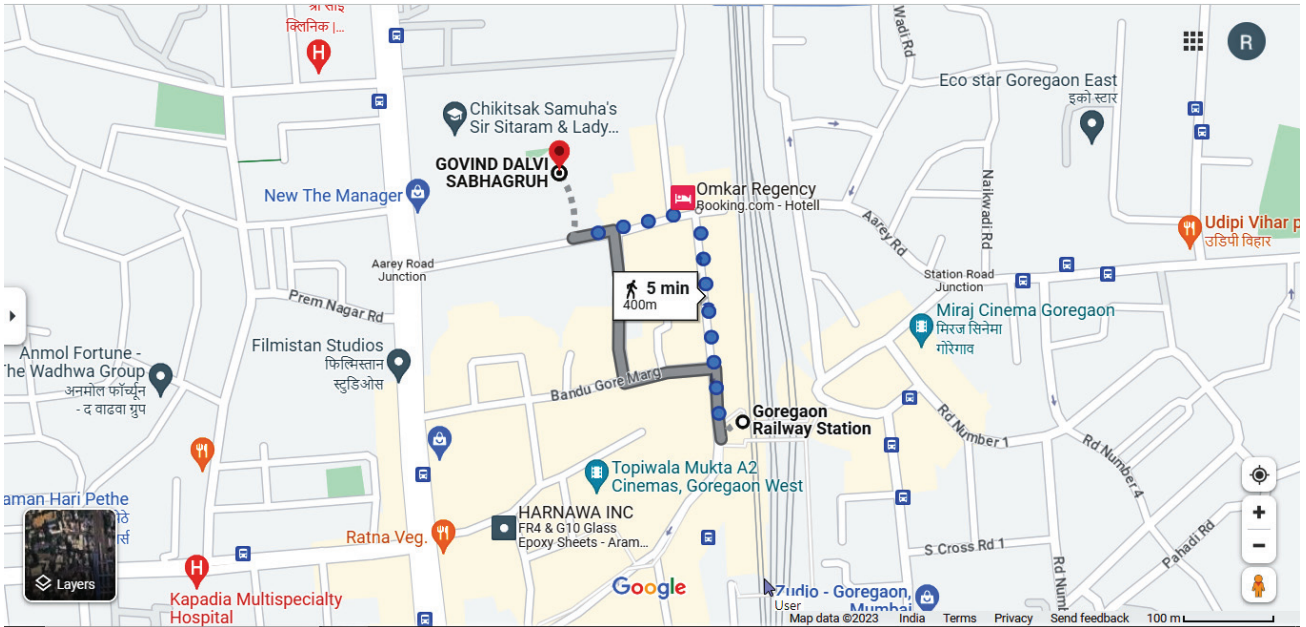 श्री साई
क्लिनिक |...
Wadi Rd
R
Eco star Goregaon East
इको स्टार
Chikitsak Samuha's
Sir Sitaram & Lady...
GOVIND DALVI
SABHAGRUH
New The Manager
Omkar Regency
Booking.com - Hotell
Naikwadi Rd
Aarey Rd
Udipi Vihar p
उडिपी विहार
Aarey Road
Junction
Station Road
Junction
5 min
400m
Prem Nagar Rd
Miraj Cinema Goregaon
मिरज सिनेमा
गोरेगाव
Filmistan Studios
फिल्मिस्तान
स्टुडिओस
Anmol Fortune -
The Wadhwa Group
अनमोल फॉर्च्यून
- द वाढवा ग्रुप
Bandu Gore Marg
Goregaon
Railway Station
Rd Number 1
Rd Number 4
Topiwala Mukta A2
Cinemas, Goregaon West
aman Hari Pethe
ठे
र्स
HARNAWA INC
FR4 & G10 Glass
Epoxy Sheets - Aram...
Ratna Veg.
S Cross Rd 1
Pahadi Rd
Rd Numb
Layers
H
H
Kapadia Multispecialty
Hospital
Google
Zudio - Goregaon,
Mumbai
User
Map data ©2023 India Terms Privacy Send feedback 100 m